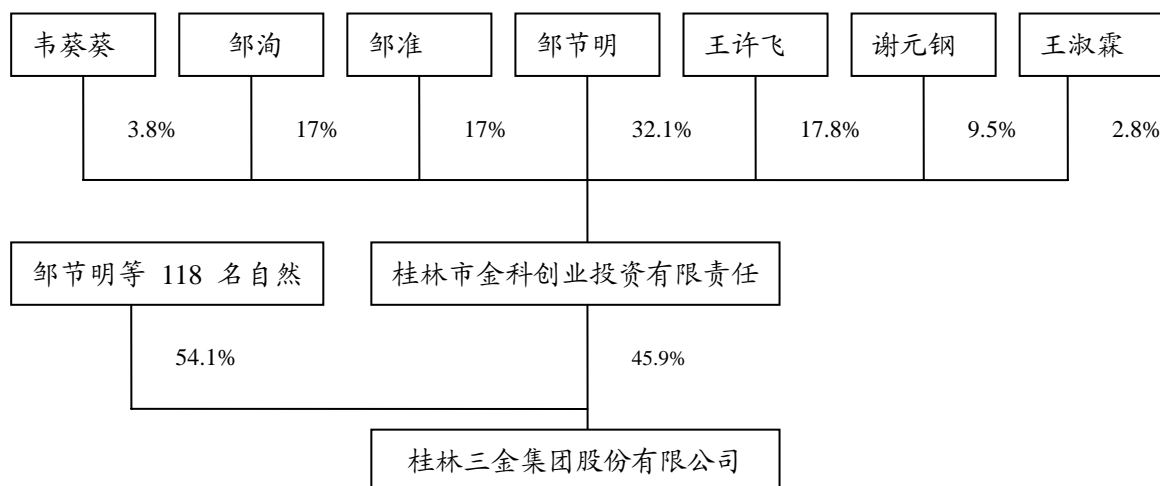 韦葵葵 邹洵 邹准 邹节明 王许飞 谢元钢 王淑霖
3.8% 17% 17% 32.1% 17.8% 9.5% 2.8%
邹节明等 118 名自然 桂林市金科创业投资有限责任
54.1% 45.9%
桂林三金集团股份有限公司